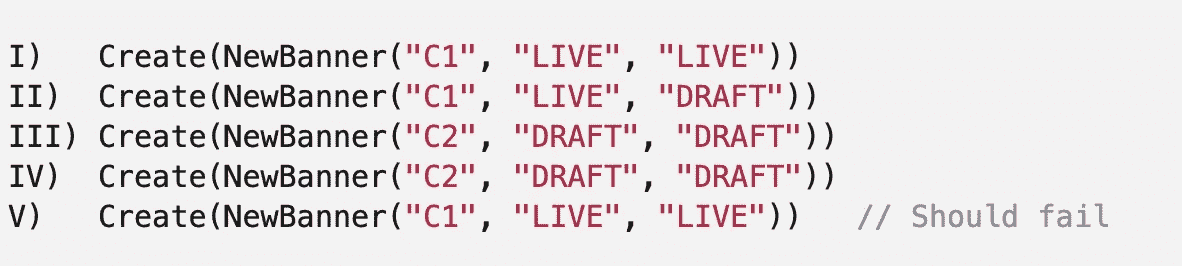 I)   Create(NewBanner("C1", "LIVE", "LIVE"))
II)  Create(NewBanner("C1", "LIVE", "DRAFT"))
III) Create(NewBanner("C2", "DRAFT", "DRAFT"))
IV)  Create(NewBanner("C2", "DRAFT", "DRAFT"))
V)   Create(NewBanner("C1", "LIVE", "LIVE"))   // Should fail